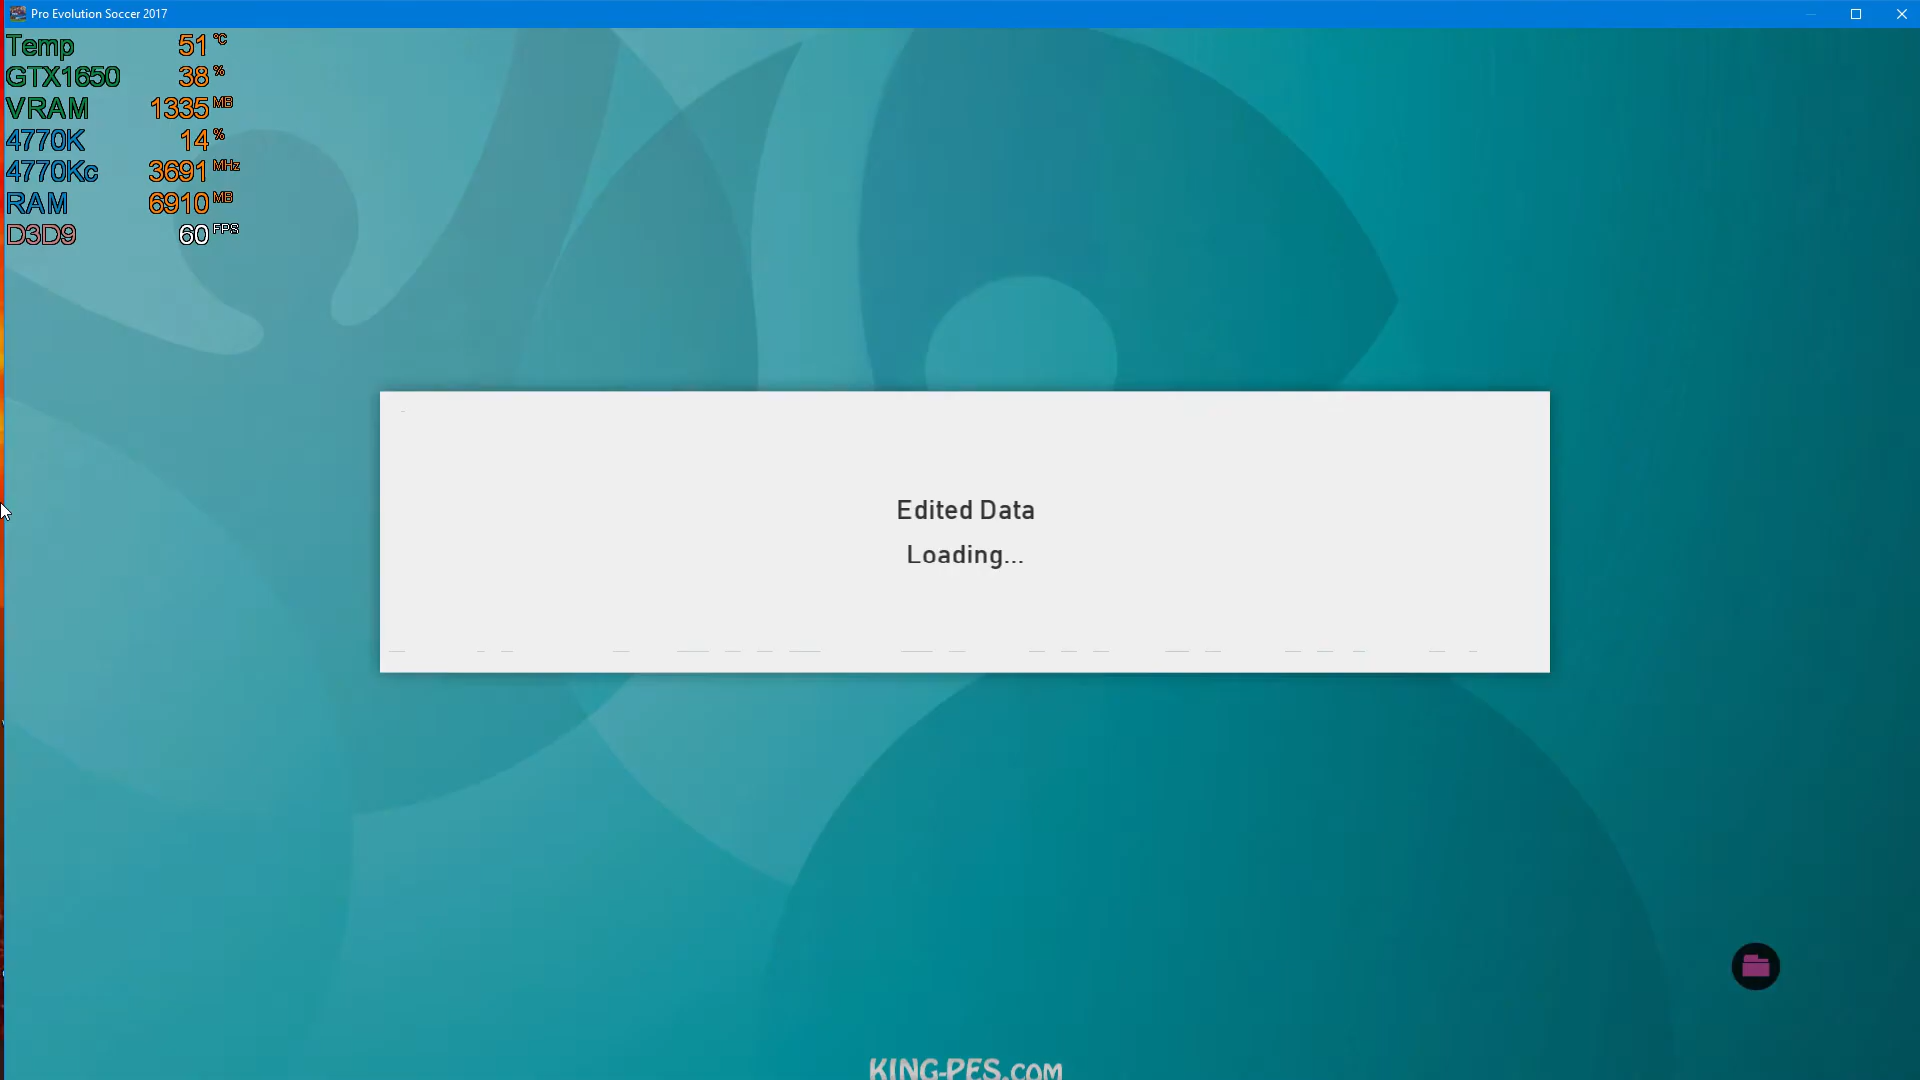 Pro Evolution Soccer 2017
Temp 51 °C
GTX1650 38 %
VRAM 1335 MB
4770K 14 %
4770Kc 3691 MHz
RAM 6910 MB
D3D9 60 FPS
Edited Data
Loading...
KING-PES.COM